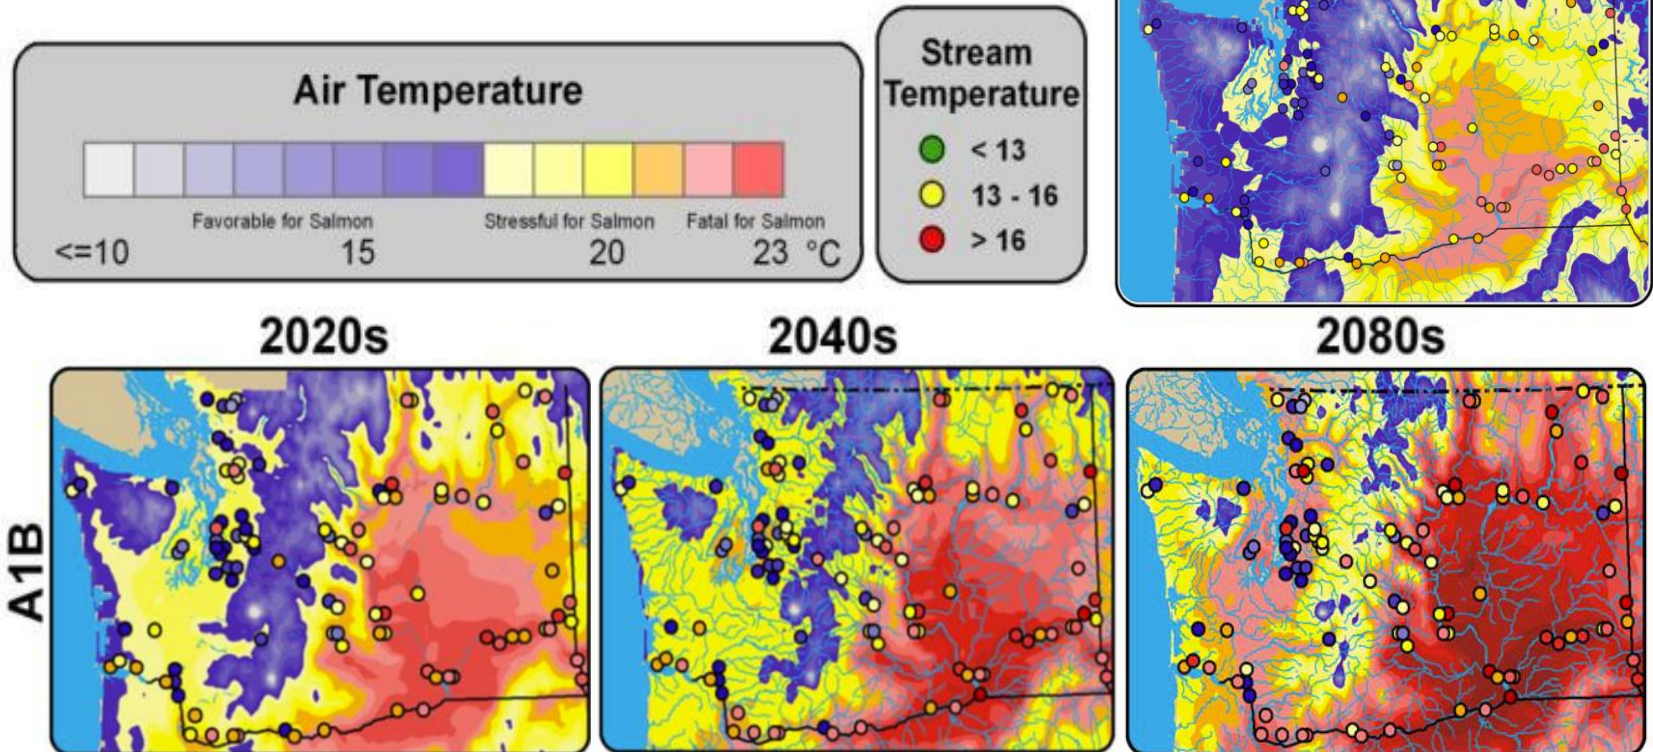 Air Temperature
Favorable for Salmon Stressful for Salmon Fatal for Salmon
<=10 15 20 23 °C
Stream
Temperature
< 13
13 - 16
> 16
2020s 2040s 2080s
A1B